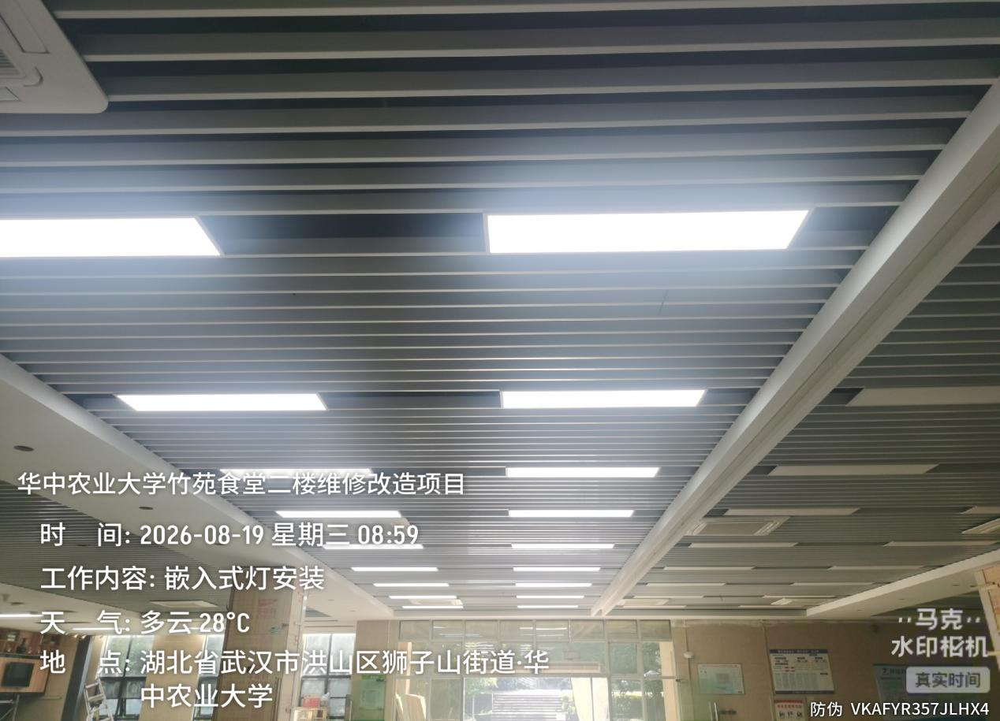 华中农业大学竹苑食堂二楼维修改造项目
时 间: 2026-08-19 星期三 08:59
工作内容: 嵌入式灯安装
天 气: 多云 28℃
地 点: 湖北省武汉市洪山区狮子山街道·华
中农业大学
马克
水印相机
真实时间
防伪 VKAFYR357JLHX4